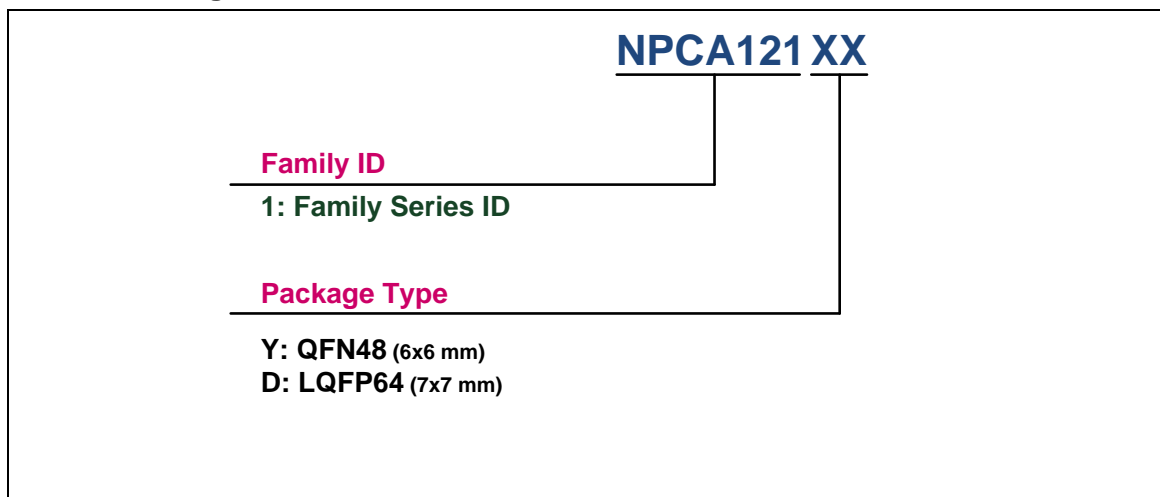 NPCA121 XX
Family ID
1: Family Series ID
Package Type
Y: QFN48 (6x6 mm)
D: LQFP64 (7x7 mm)